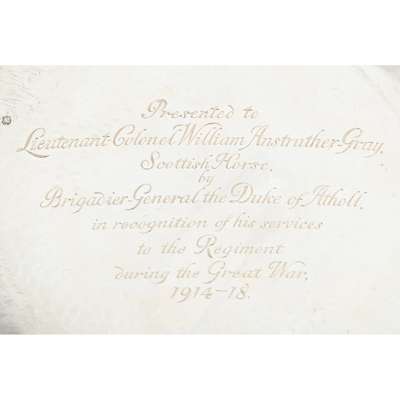 Presented to
Lieutenant-Colonel William Anstruther-Gray,
Scottish Horse,
by
Brigadier-General the Duke of Atholl,
in recognition of his services
to the Regiment
during the Great War,
1914-18.